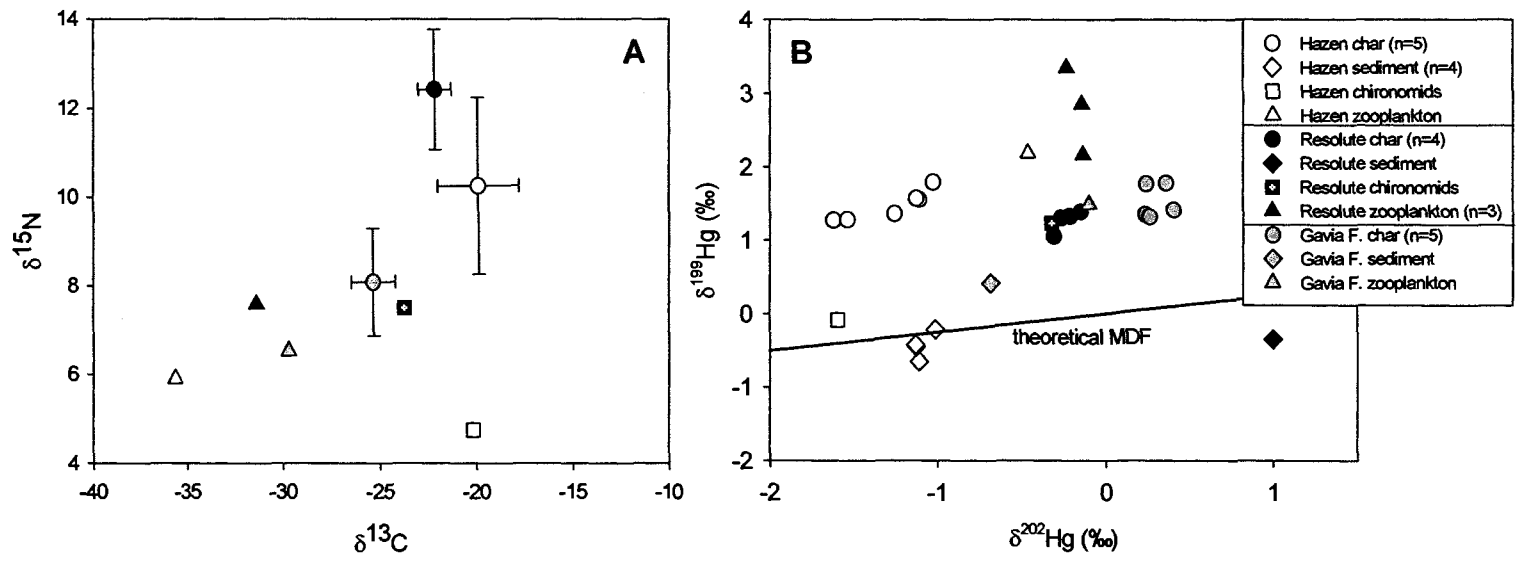 A
14
12
10
8
6
4
δ15N
-40
-35
-30
-25
-20
-15
-10
δ13C
B
4
3
2
1
0
-1
-2
δ199Hg (‰)
-2
-1
0
1
δ202Hg (‰)
theoretical MDF
Hazen char (n=5)
Hazen sediment (n=4)
Hazen chironomids
Hazen zooplankton
Resolute char (n=4)
Resolute sediment
Resolute chironomids
Resolute zooplankton (n=3)
Gavia F. char (n=5)
Gavia F. sediment
Gavia F. zooplankton